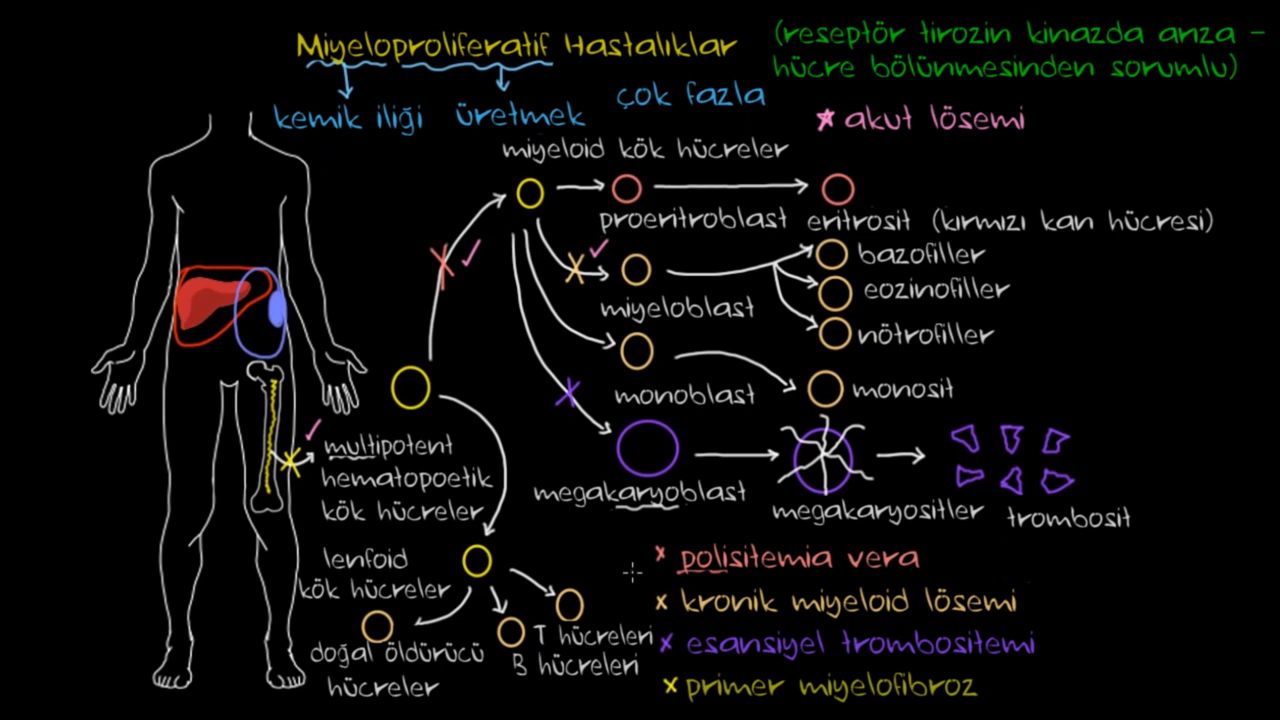 Miyeloproliferatif Hastalıklar
(reseptör tirozin kinazda arıza –
hücre bölünmesinden sorumlu)
kemik iliği üretmek çok fazla
* akut lösemi
miyeloid kök hücreler
proeritroblast eritrosit (kırmızı kan hücresi)
bazofiller
eozinofiller
miyeloblast
nötrofiller
monoblast
monosit
multipotent
hematopoetik
kök hücreler
megakaryoblast
megakaryositler
trombosit
lenfoid
kök hücreler
doğal öldürücü
hücreler
T hücreleri
B hücreleri
x polisitemia vera
x kronik miyeloid lösemi
x esansiyel trombositemi
x primer miyelofibroz